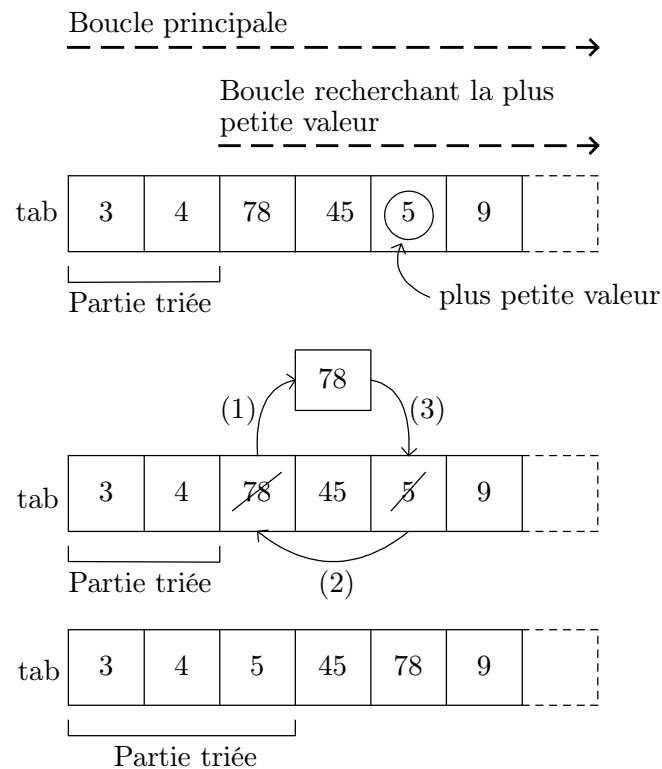 Boucle principale
Boucle recherchant la plus
petite valeur
tab 3 4 78 45 5 9
Partie triée
plus petite valeur
78
(1) (3)
tab 3 4 78 45 5 9
Partie triée
(2)
tab 3 4 5 45 78 9
Partie triée